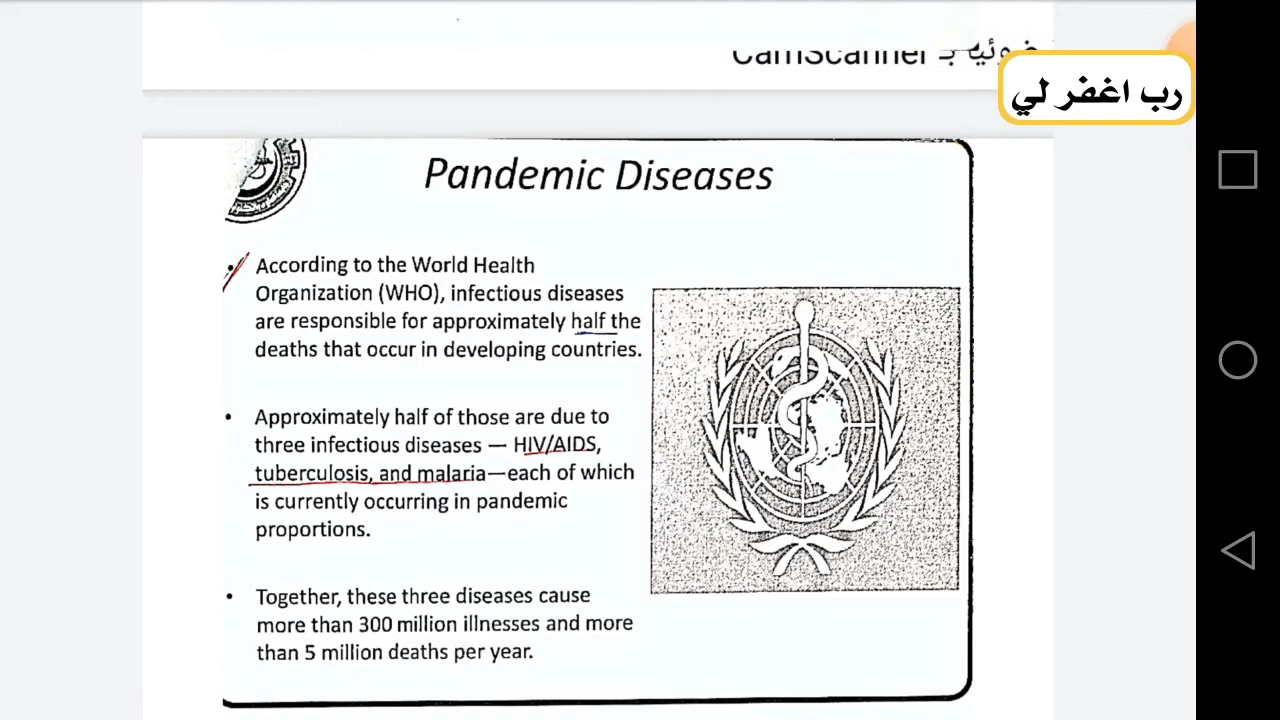 ضوئيا بـ CamScanner
رب اغفر لي
Pandemic Diseases
• According to the World Health
Organization (WHO), infectious diseases
are responsible for approximately half the
deaths that occur in developing countries.
• Approximately half of those are due to
three infectious diseases — HIV/AIDS,
tuberculosis, and malaria—each of which
is currently occurring in pandemic
proportions.
• Together, these three diseases cause
more than 300 million illnesses and more
than 5 million deaths per year.